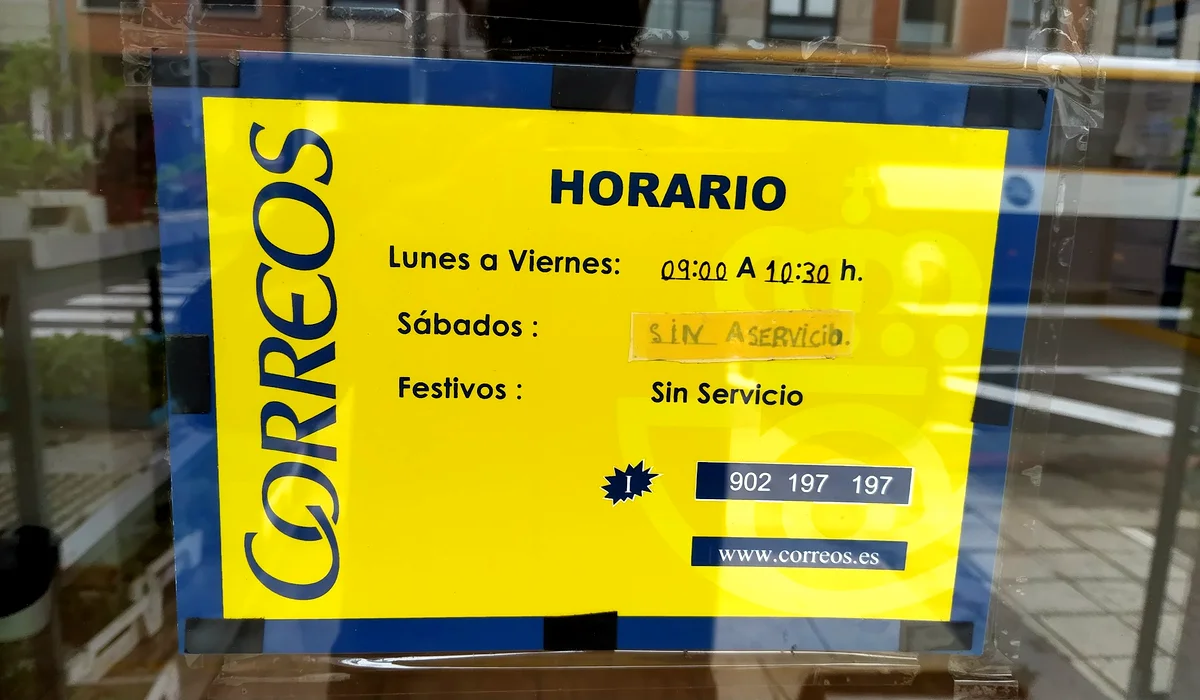 CORREOS
HORARIO
Lunes a Viernes: 09:00 A 10:30 h.
Sábados : SIN ASERVICIO.
Festivos : Sin Servicio
I 902 197 197
www.correos.es